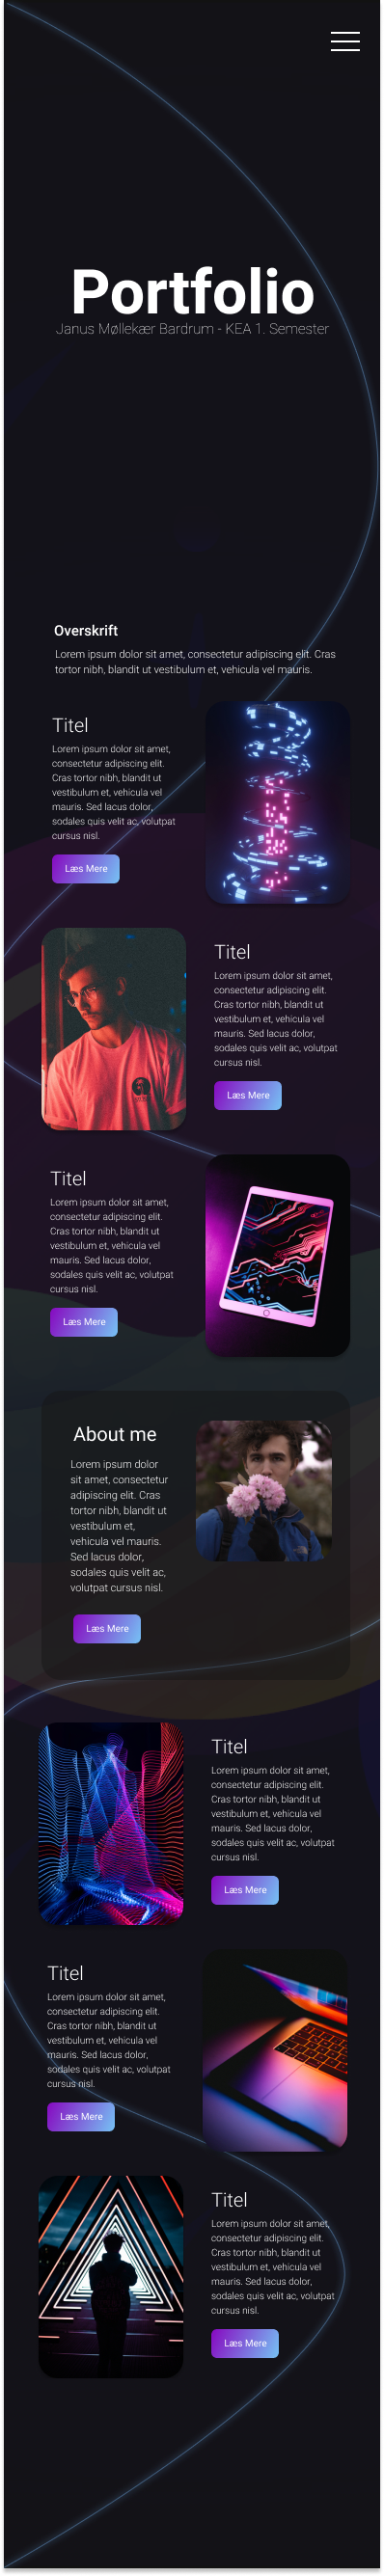 Portfolio
Janus Møllekær Bardrum - KEA 1. Semester
Overskrift
Lorem ipsum dolor sit amet, consectetur adipiscing elit. Cras
tortor nibh, blandit ut vestibulum et, vehicula vel mauris.
Titel
Lorem ipsum dolor sit amet,
consectetur adipiscing elit.
Cras tortor nibh, blandit ut
vestibulum et, vehicula vel
mauris. Sed lacus dolor,
sodales quis velit ac, volutpat
cursus nisl.
Læs Mere
Titel
Lorem ipsum dolor sit amet,
consectetur adipiscing elit.
Cras tortor nibh, blandit ut
vestibulum et, vehicula vel
mauris. Sed lacus dolor,
sodales quis velit ac, volutpat
cursus nisl.
Læs Mere
Titel
Lorem ipsum dolor sit amet,
consectetur adipiscing elit.
Cras tortor nibh, blandit ut
vestibulum et, vehicula vel
mauris. Sed lacus dolor,
sodales quis velit ac, volutpat
cursus nisl.
Læs Mere
About me
Lorem ipsum dolor
sit amet, consectetur
adipiscing elit. Cras
tortor nibh, blandit ut
vestibulum et,
vehicula vel mauris.
Sed lacus dolor,
sodales quis velit ac,
volutpat cursus nisl.
Læs Mere
Titel
Lorem ipsum dolor sit amet,
consectetur adipiscing elit.
Cras tortor nibh, blandit ut
vestibulum et, vehicula vel
mauris. Sed lacus dolor,
sodales quis velit ac, volutpat
cursus nisl.
Læs Mere
Titel
Lorem ipsum dolor sit amet,
consectetur adipiscing elit.
Cras tortor nibh, blandit ut
vestibulum et, vehicula vel
mauris. Sed lacus dolor,
sodales quis velit ac, volutpat
cursus nisl.
Læs Mere
Titel
Lorem ipsum dolor sit amet,
consectetur adipiscing elit.
Cras tortor nibh, blandit ut
vestibulum et, vehicula vel
mauris. Sed lacus dolor,
sodales quis velit ac, volutpat
cursus nisl.
Læs Mere